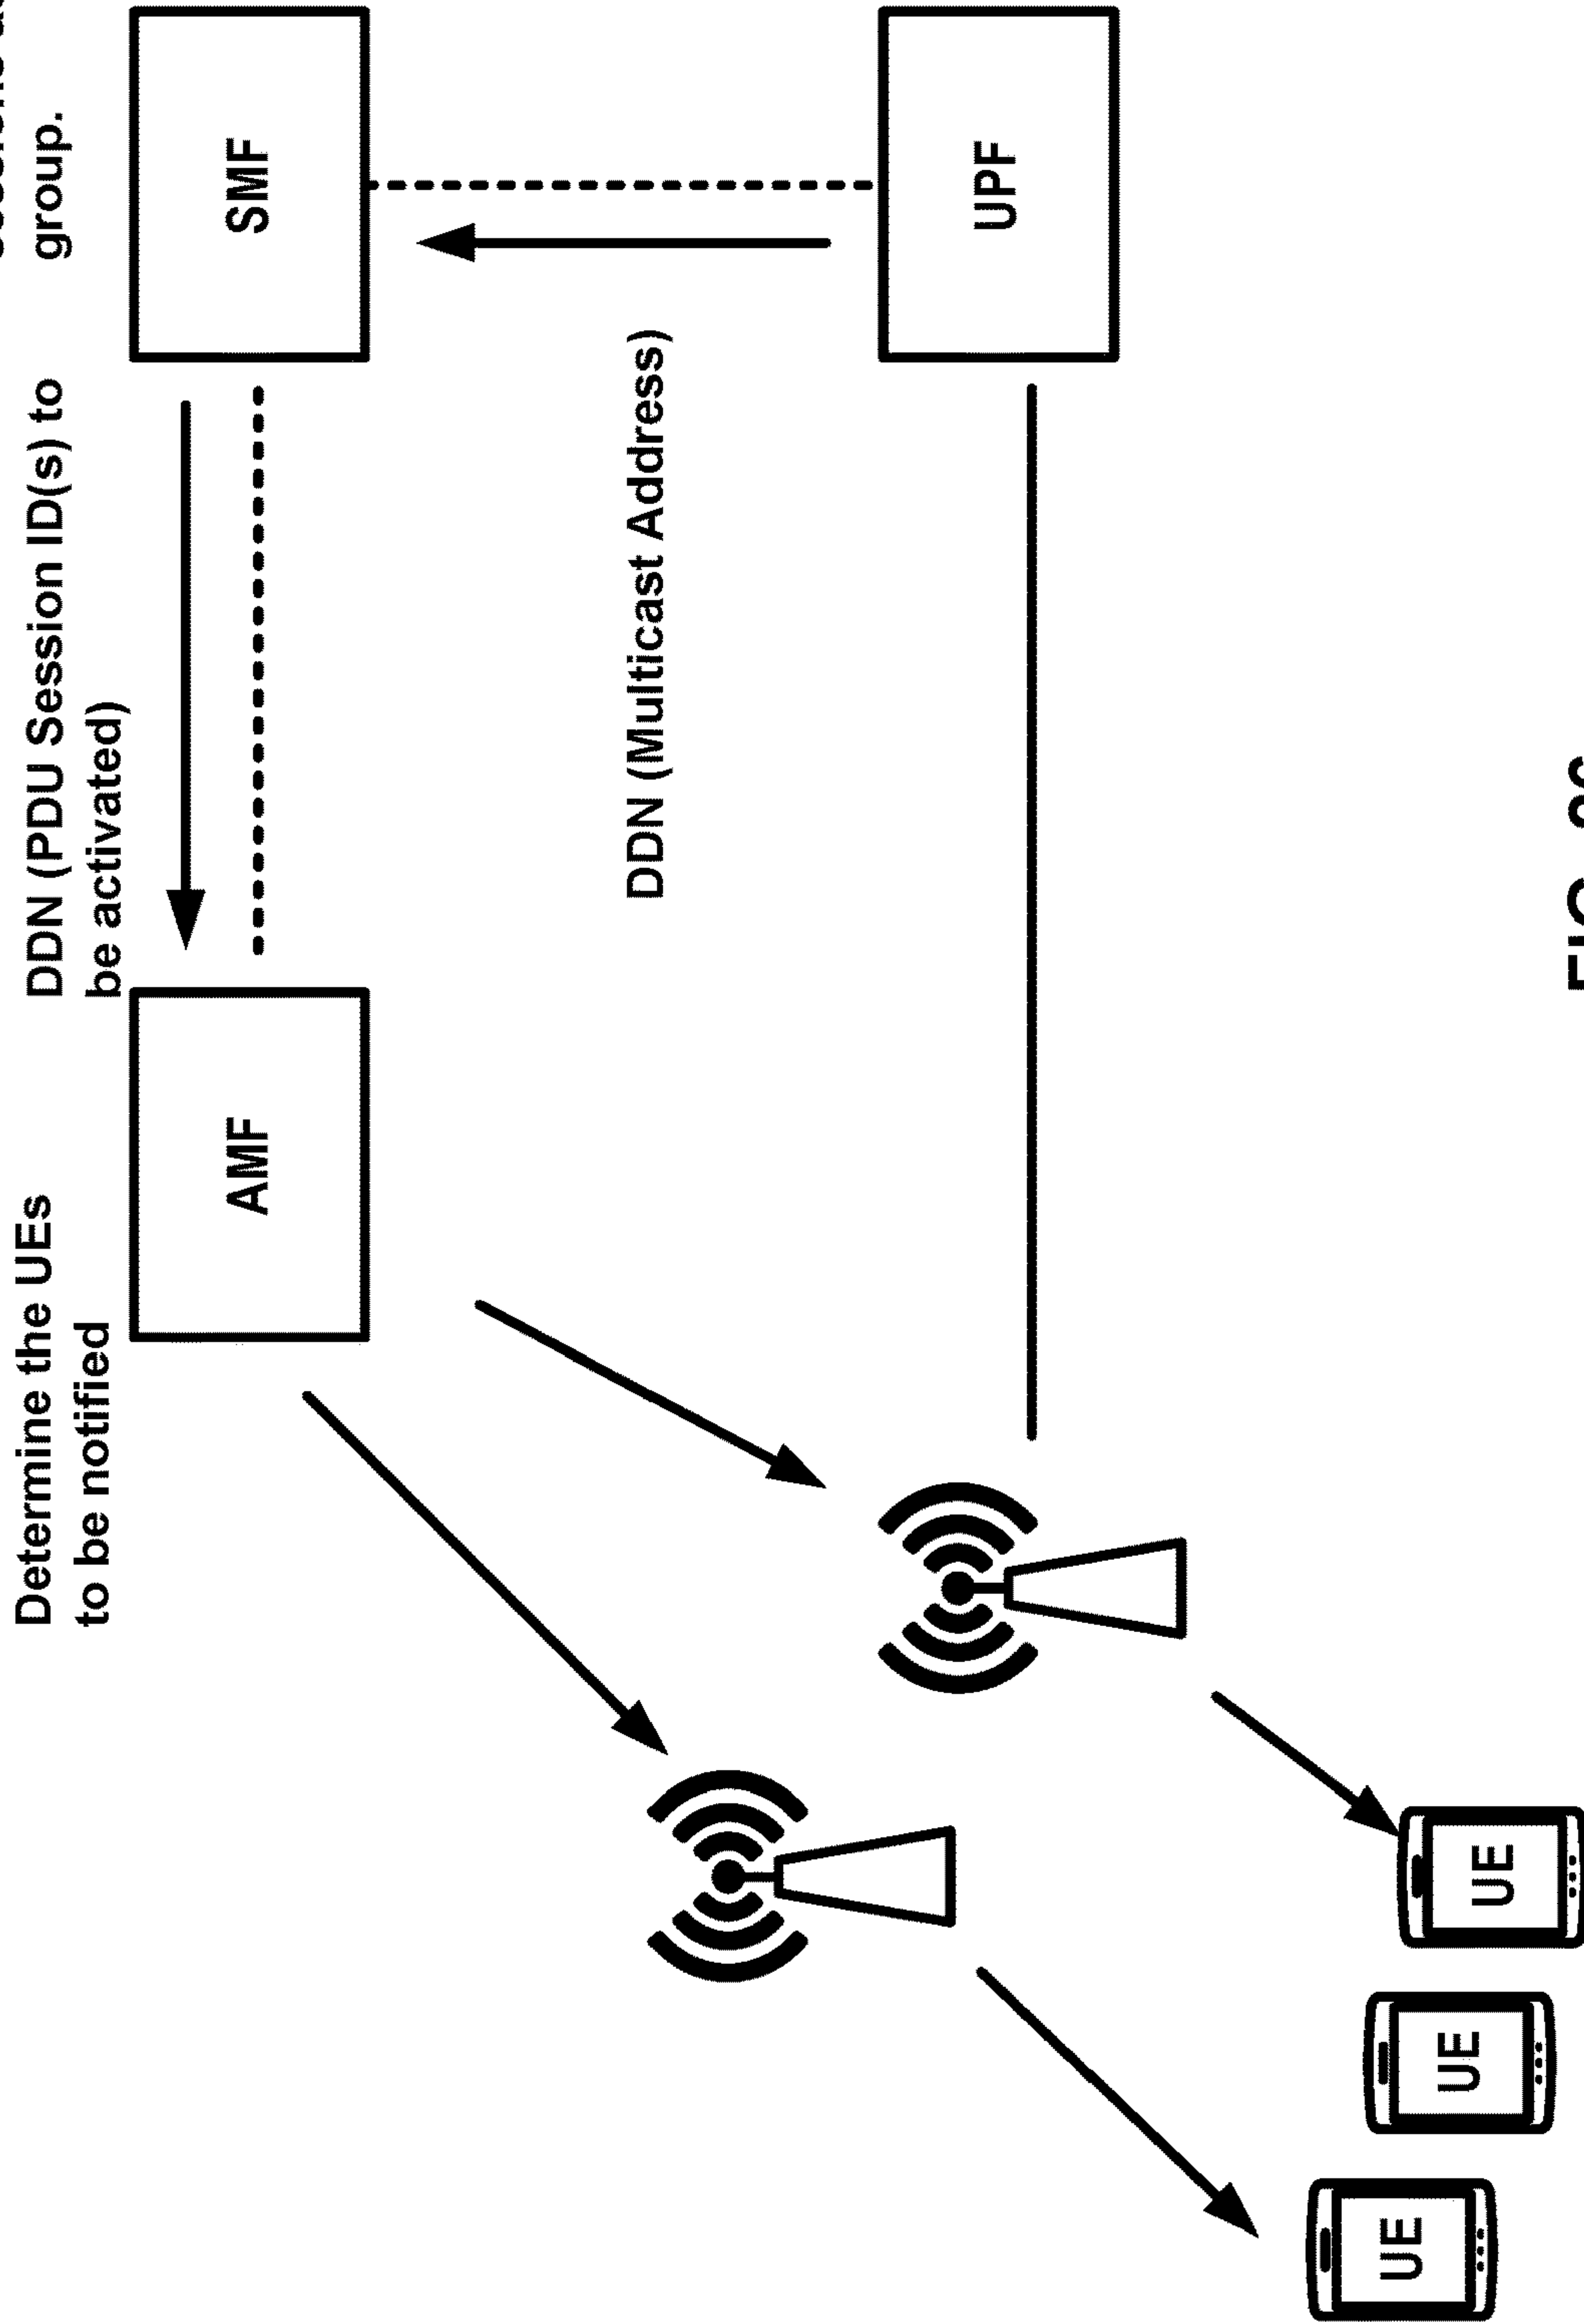 group.
Determine the UEs
to be notified
DDN (PDU Session ID(s) to
be activated)
AMF
SMF
DDN (Multicast Address)
UPF
UE
UE
UE